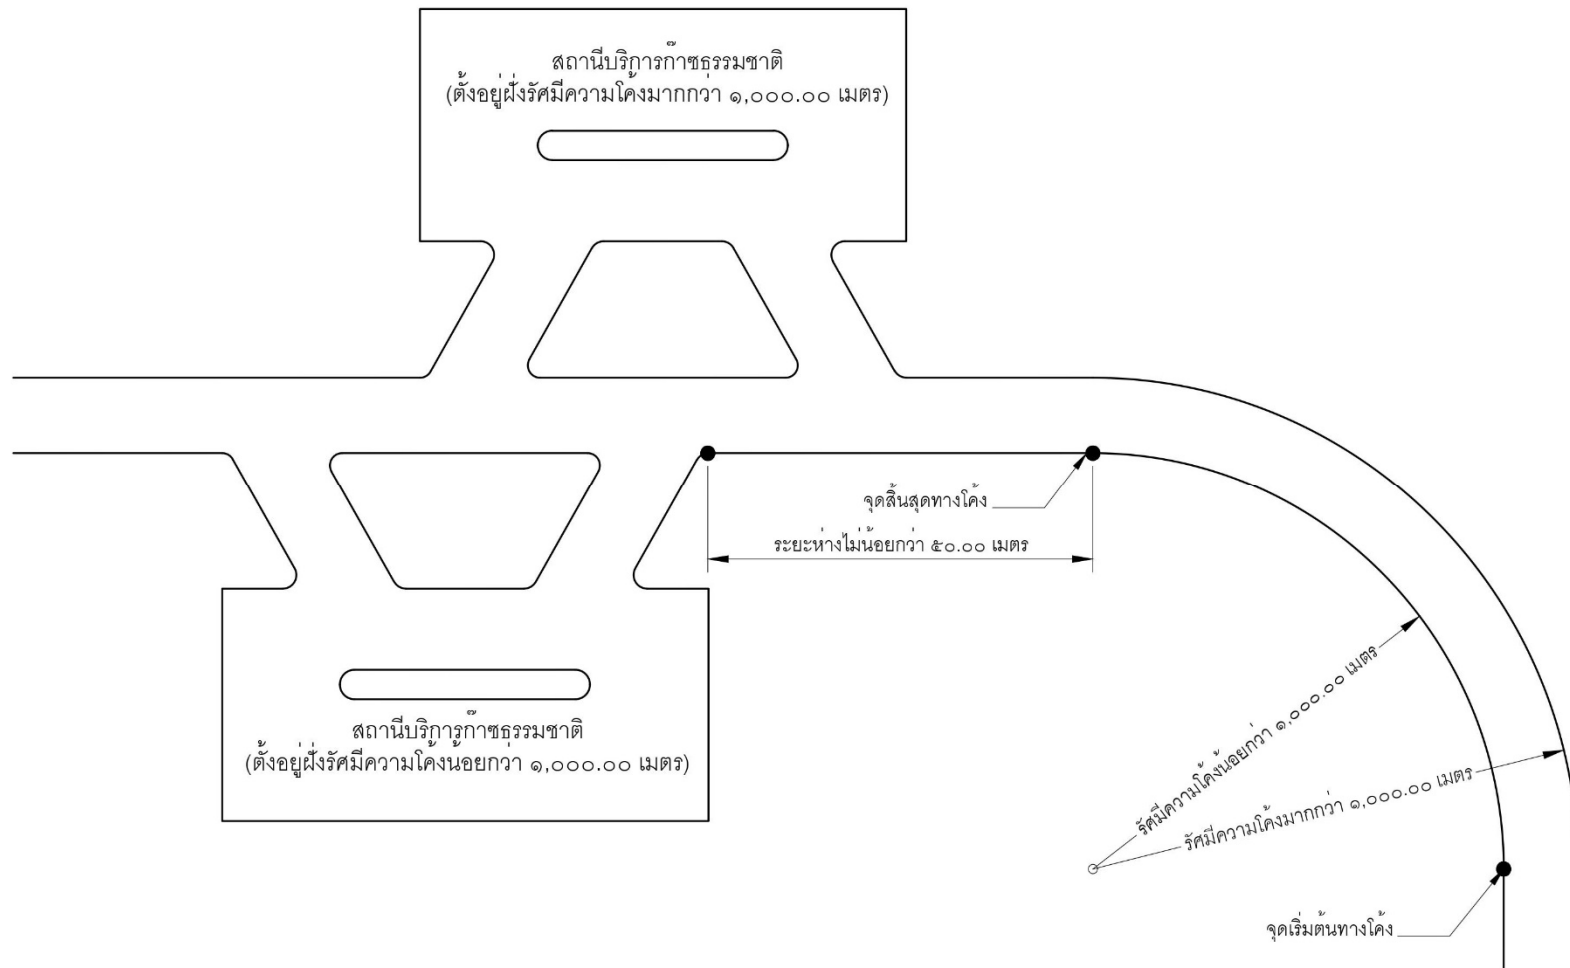 สถานีบริการก๊าซธรรมชาติ
(ตั้งอยู่ฝั่งรัศมีความโค้งมากกว่า ๑,๐๐๐.๐๐ เมตร)
จุดสิ้นสุดทางโค้ง
ระยะห่างไม่น้อยกว่า ๕๐.๐๐ เมตร
สถานีบริการก๊าซธรรมชาติ
(ตั้งอยู่ฝั่งรัศมีความโค้งน้อยกว่า ๑,๐๐๐.๐๐ เมตร)
รัศมีความโค้งน้อยกว่า ๑,๐๐๐.๐๐ เมตร
รัศมีความโค้งมากกว่า ๑,๐๐๐.๐๐ เมตร
จุดเริ่มต้นทางโค้ง